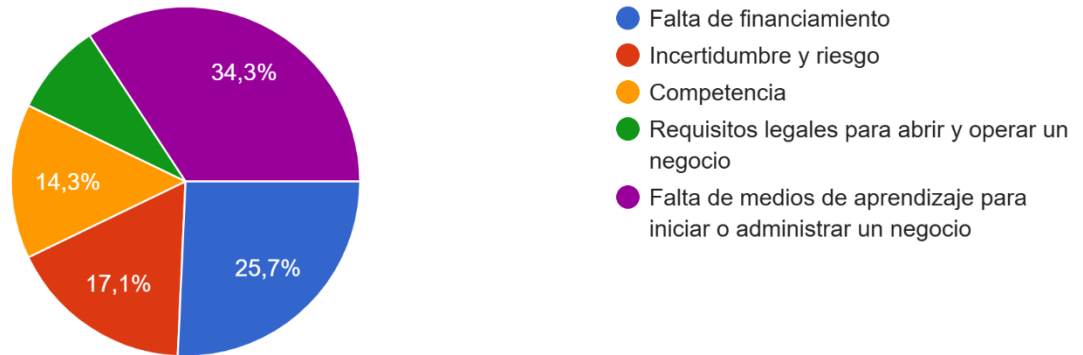 34,3%
14,3%
17,1%
25,7%
Falta de financiamiento
Incertidumbre y riesgo
Competencia
Requisitos legales para abrir y operar un
negocio
Falta de medios de aprendizaje para
iniciar o administrar un negocio